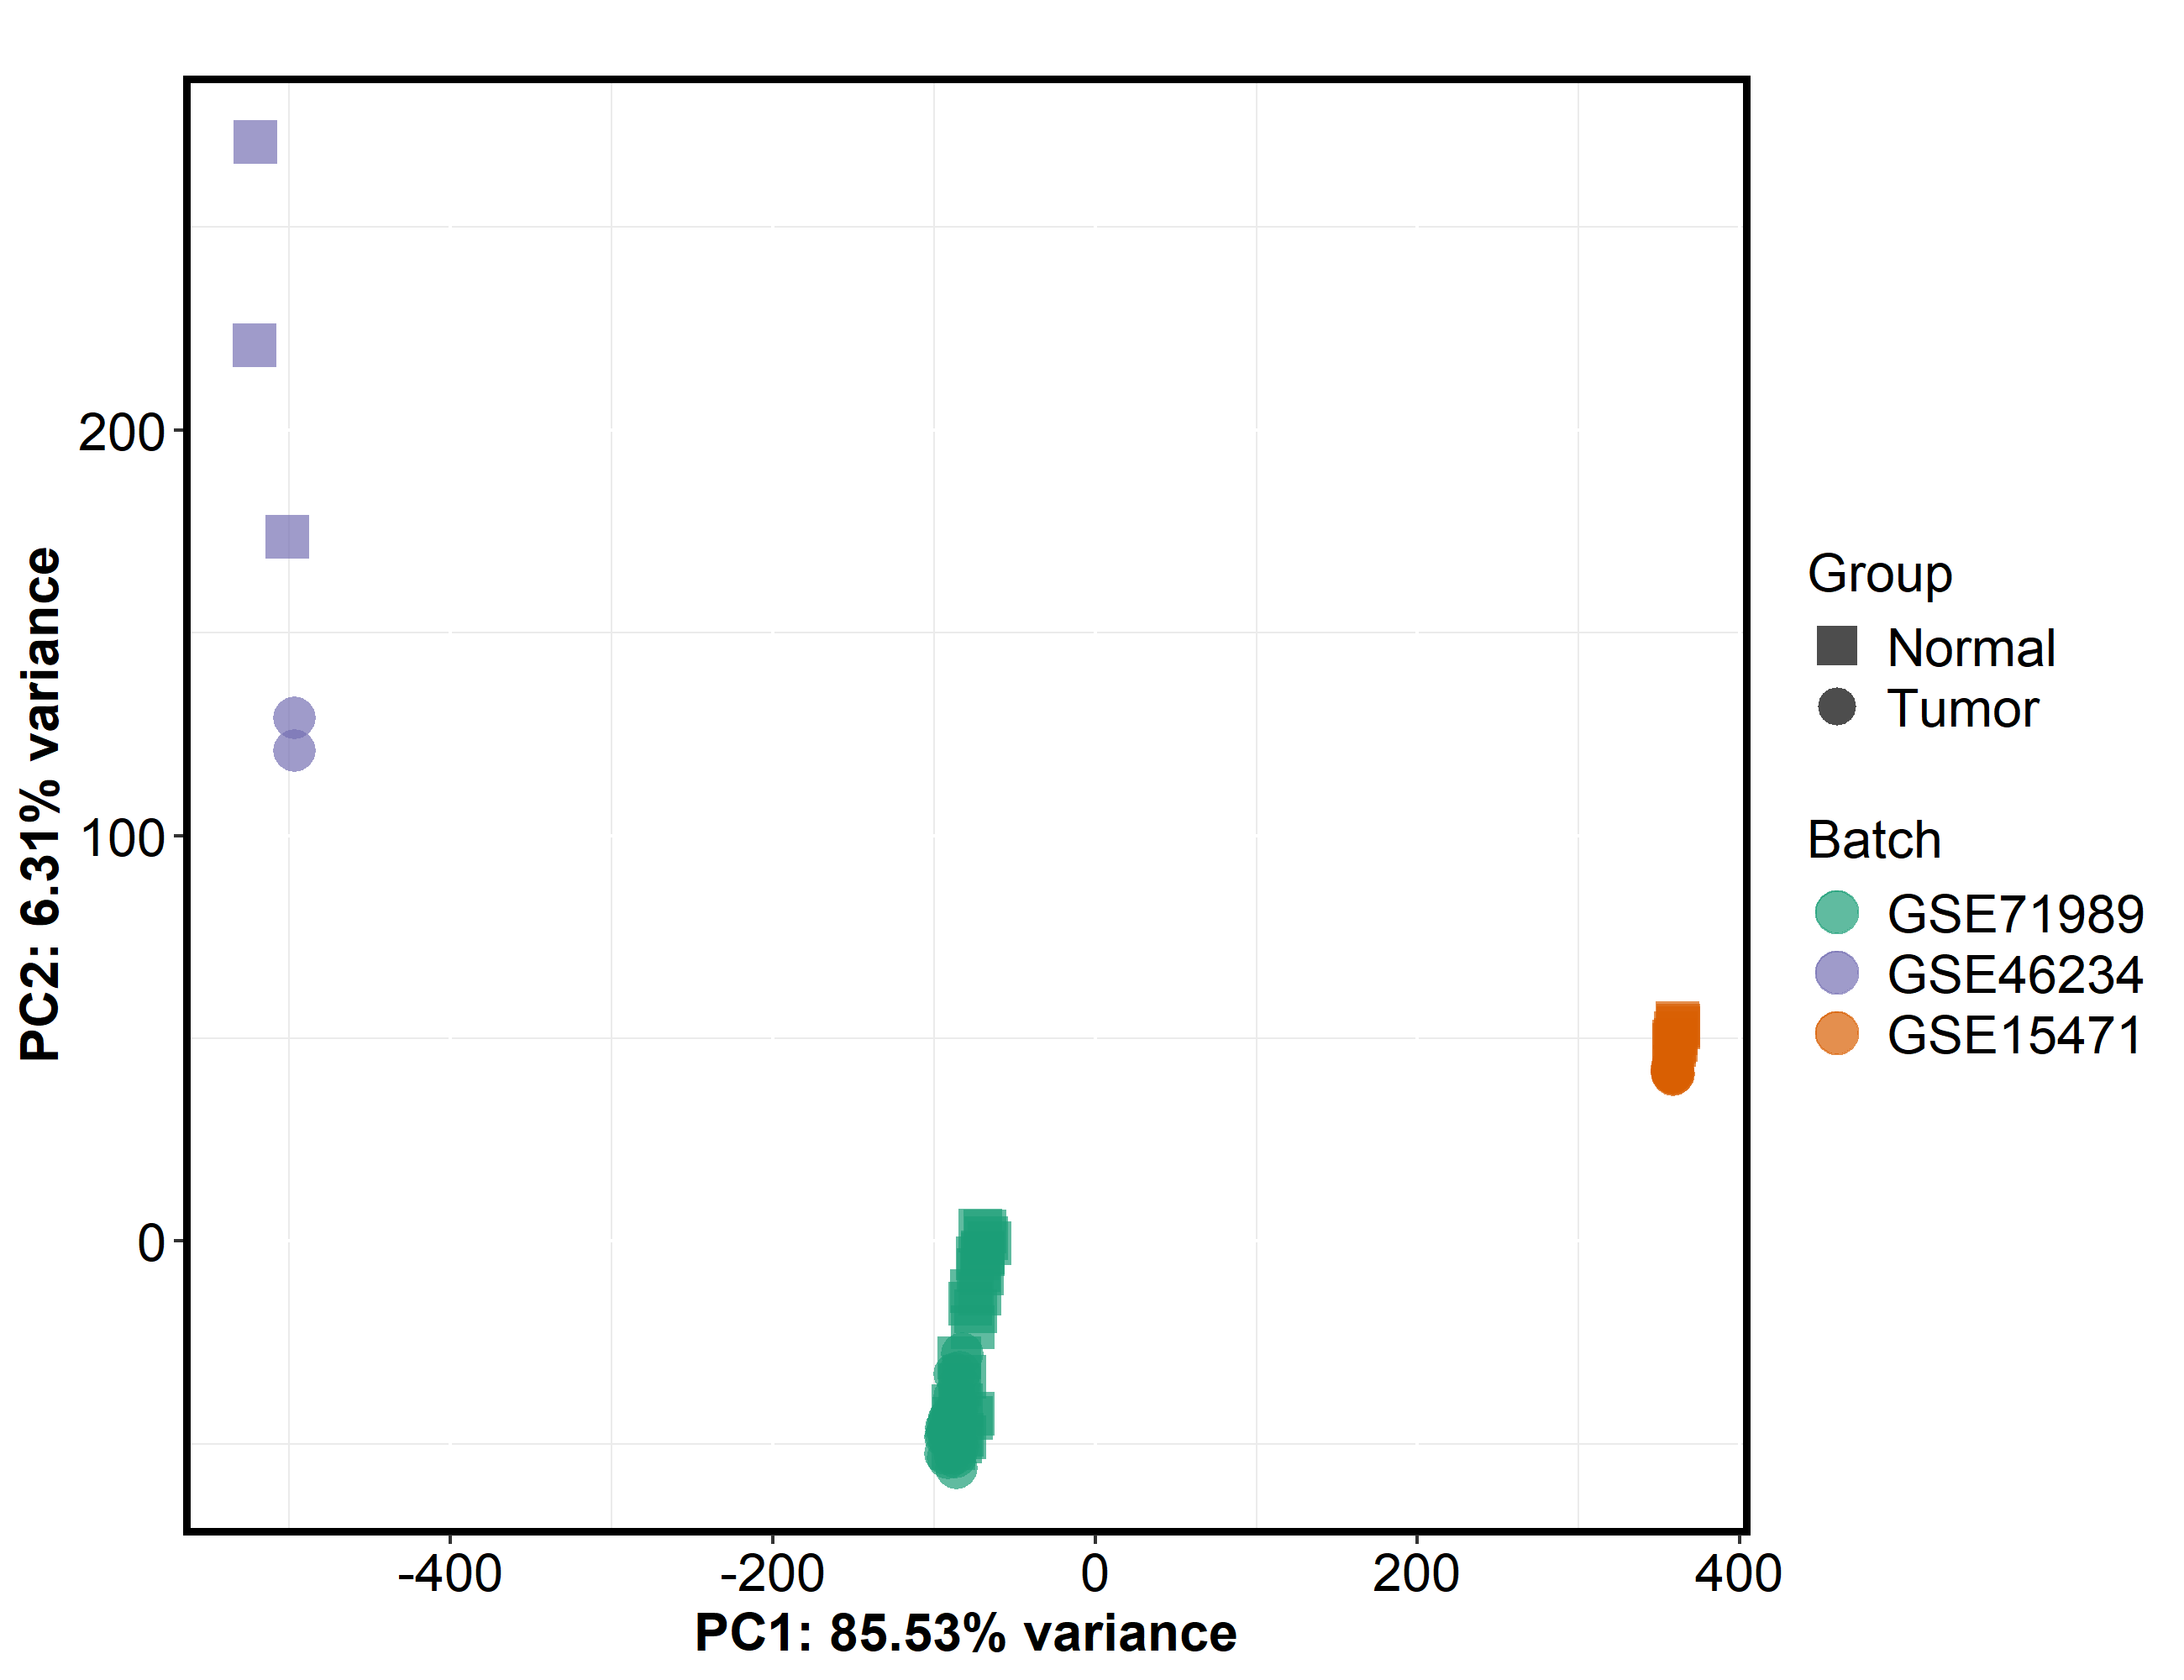 PC2: 6.31% variance
200
100
0
-400
-200
0
200
400
PC1: 85.53% variance
Group
Normal
Tumor
Batch
GSE71989
GSE46234
GSE15471